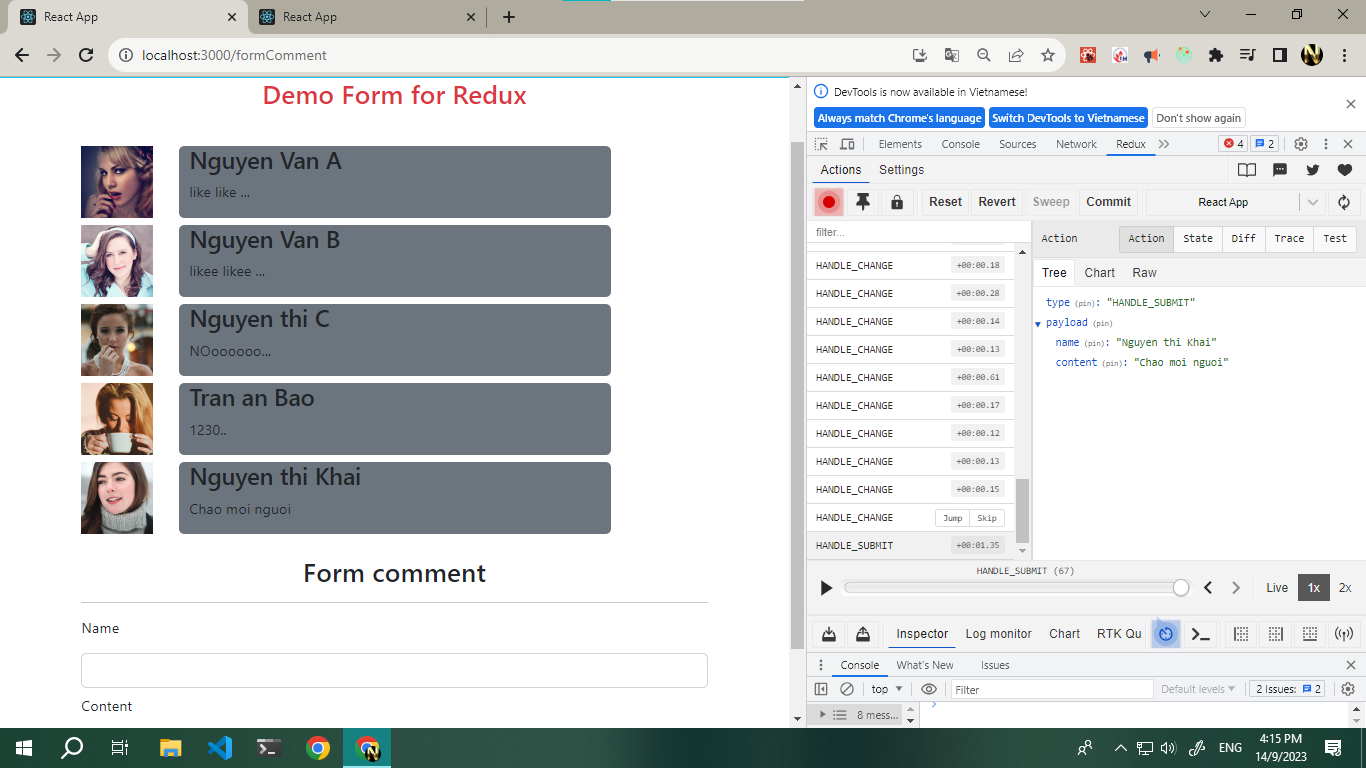 React App
React App
localhost:3000/formComment
Demo Form for Redux
Nguyen Van A
like like ...
Nguyen Van B
likee likee ...
Nguyen thi C
NOoooooo...
Tran an Bao
1230..
Nguyen thi Khai
Chao moi nguoi
Form comment
Name
Content
DevTools is now available in Vietnamese!
Always match Chrome's language Switch DevTools to Vietnamese Don't show again
Elements Console Sources Network Redux 4 2
Actions Settings
Reset Revert Sweep Commit React App
filter...
HANDLE_CHANGE +00:00.18
HANDLE_CHANGE +00:00.28
HANDLE_CHANGE +00:00.14
HANDLE_CHANGE +00:00.13
HANDLE_CHANGE +00:00.61
HANDLE_CHANGE +00:00.17
HANDLE_CHANGE +00:00.12
HANDLE_CHANGE +00:00.13
HANDLE_CHANGE +00:00.15
HANDLE_CHANGE Jump Skip
HANDLE_SUBMIT +00:01.35
Action Action State Diff Trace Test
Tree Chart Raw
type (pin): "HANDLE_SUBMIT"
payload (pin)
name (pin): "Nguyen thi Khai"
content (pin): "Chao moi nguoi"
HANDLE_SUBMIT (67)
Live 1x 2x
Inspector Log monitor Chart RTK Qu
Console What's New Issues
top Filter Default levels 2 Issues: 2
8 mess...
ENG
4:15 PM
14/9/2023